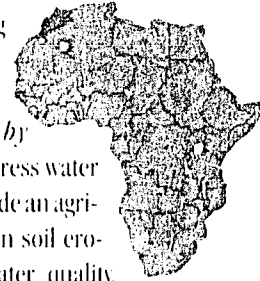 g
by
ress water
de an agri-
n soil ero-
ater quality